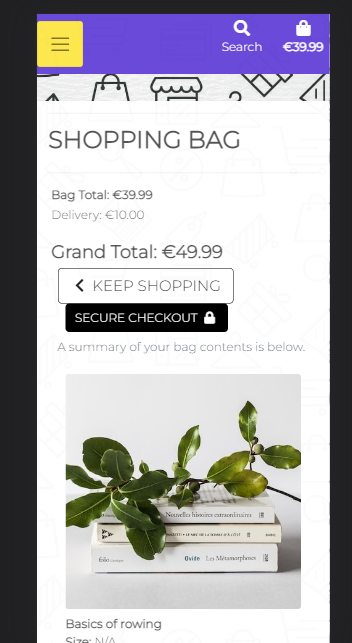 Search
€39.99
SHOPPING BAG
Bag Total: €39.99
Delivery: €10.00
Grand Total: €49.99
KEEP SHOPPING
SECURE CHECKOUT
A summary of your bag contents is below.
Nouvelles histoires extraordinaires
Ovide Les Métamorphoses
folio
Basics of rowing
Size: N/A